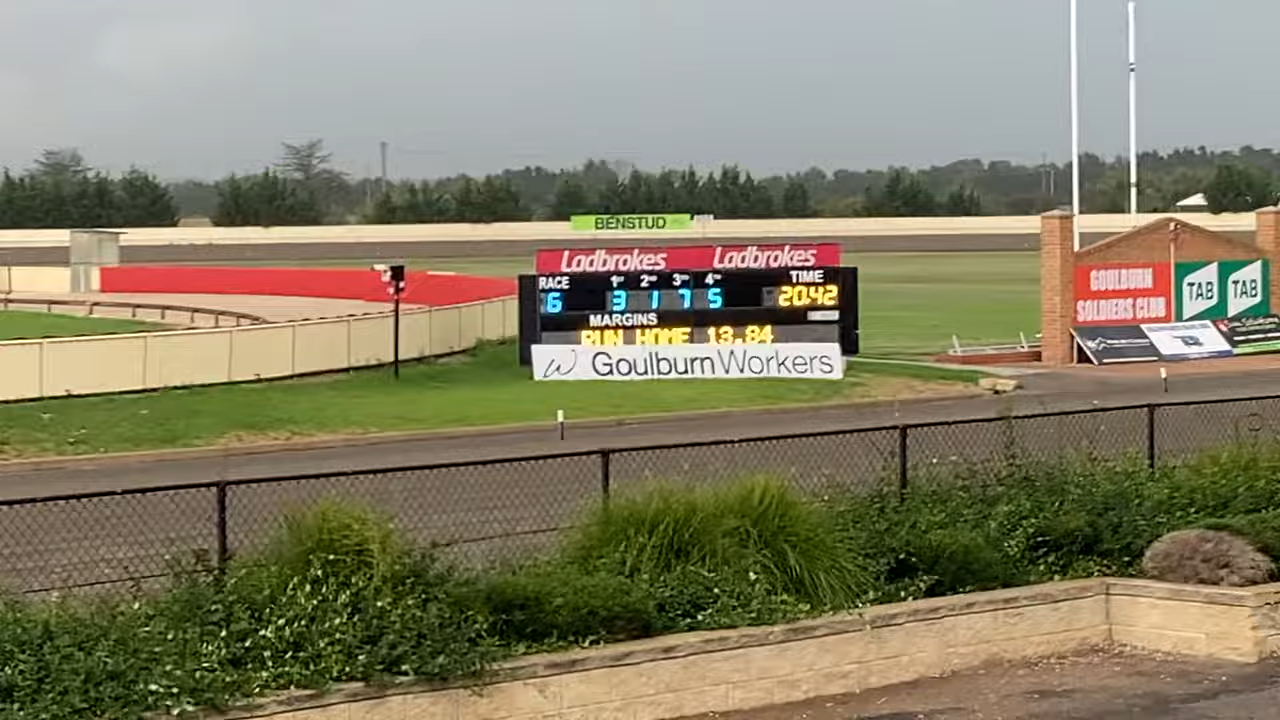 BENSTUD
Ladbrokes Ladbrokes
RACE 1st 2nd 3rd 4th TIME
6 3 1 7 5 20.42
MARGINS
RUN HOME 13.84
GoulburnWorkers
GOULBURN
SOLDIERS CLUB
TAB TAB